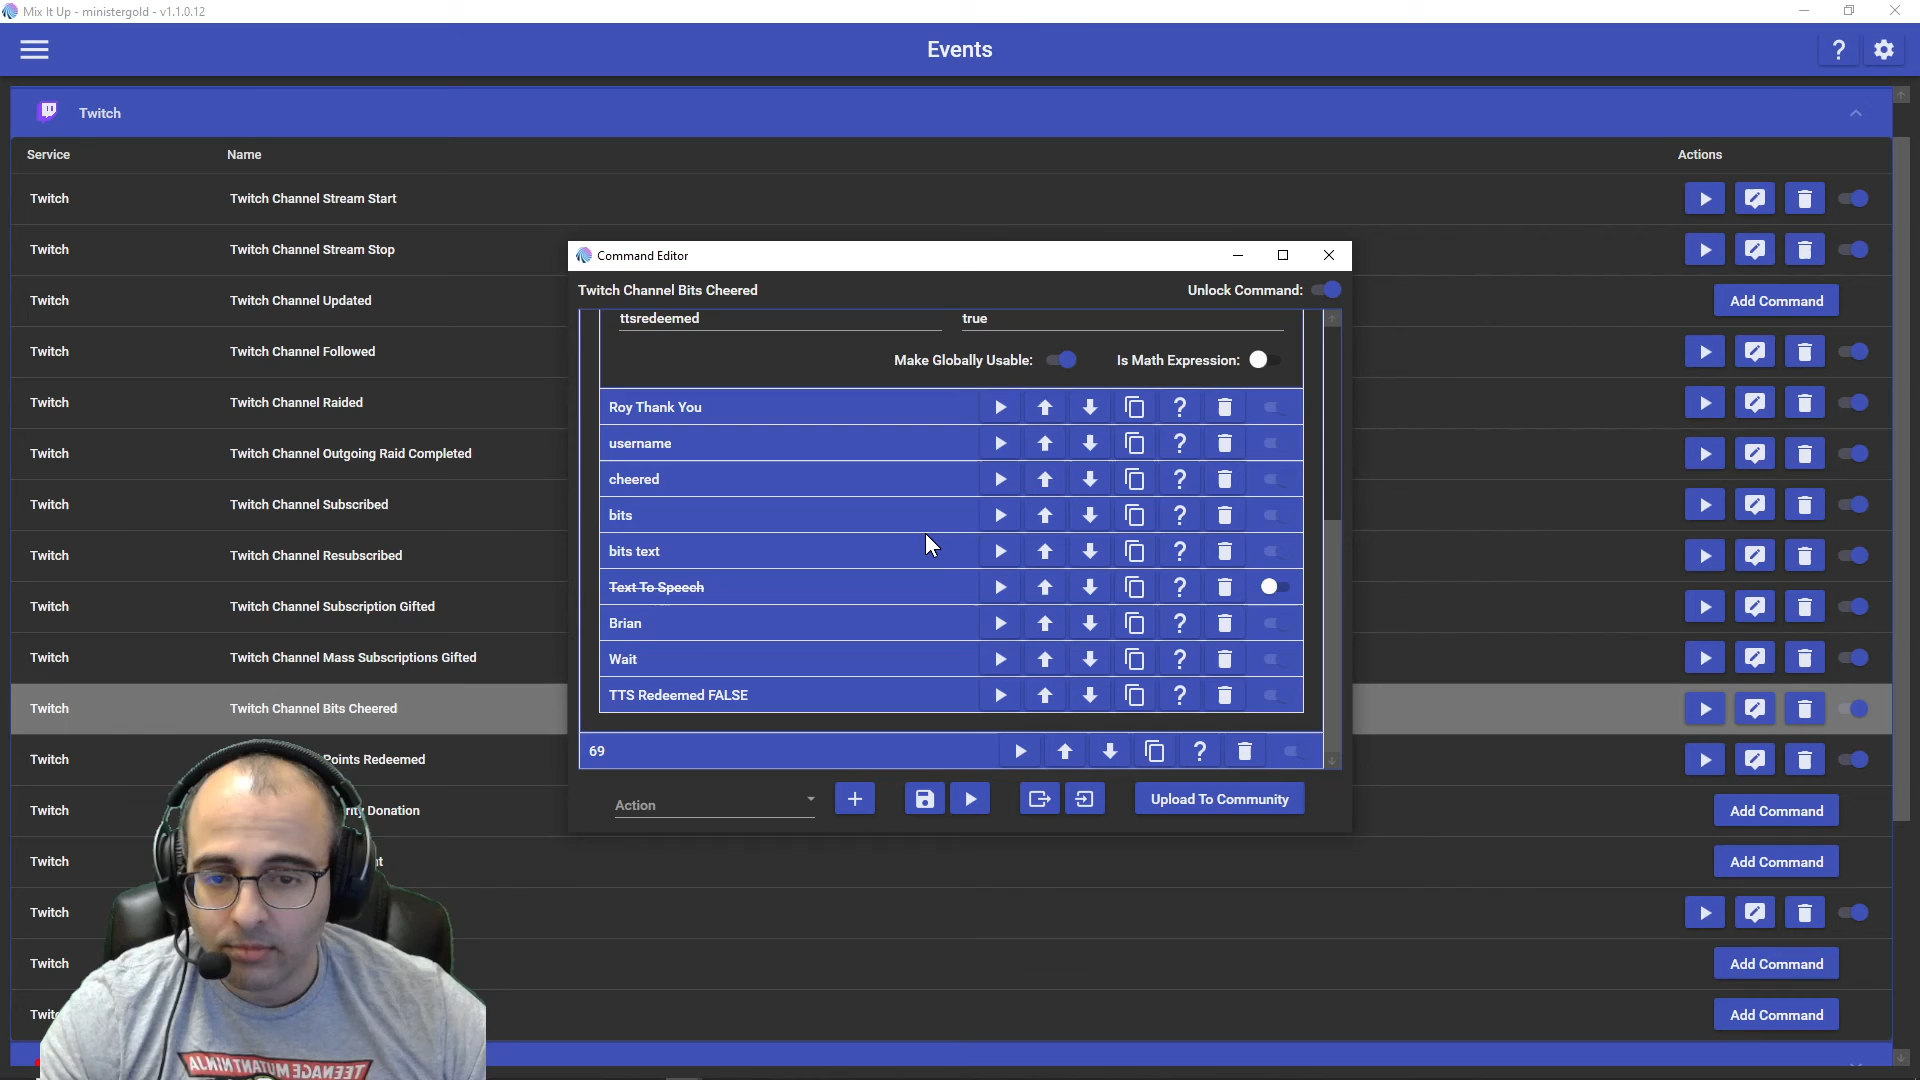 Mix It Up - ministergold - v1.1.0.12
Events
?
Twitch
Service Name Actions
Twitch Twitch Channel Stream Start
Twitch Twitch Channel Stream Stop
Twitch Twitch Channel Updated Add Command
Twitch Twitch Channel Followed
Twitch Twitch Channel Raided
Twitch Twitch Channel Outgoing Raid Completed
Twitch Twitch Channel Subscribed
Twitch Twitch Channel Resubscribed
Twitch Twitch Channel Subscription Gifted
Twitch Twitch Channel Mass Subscriptions Gifted
Twitch Twitch Channel Bits Cheered
Twitch Points Redeemed
Twitch Donation Add Command
Twitch Add Command
Twitch
Twitch Add Command
Add Command
Command Editor
Twitch Channel Bits Cheered Unlock Command:
ttsredeemed true
Make Globally Usable: Is Math Expression:
Roy Thank You ?
username ?
cheered ?
bits ?
bits text ?
Text To Speech ?
Brian ?
Wait ?
TTS Redeemed FALSE ?
69 ?
Action Upload To Community
TEENAGE MUTANT NINJA